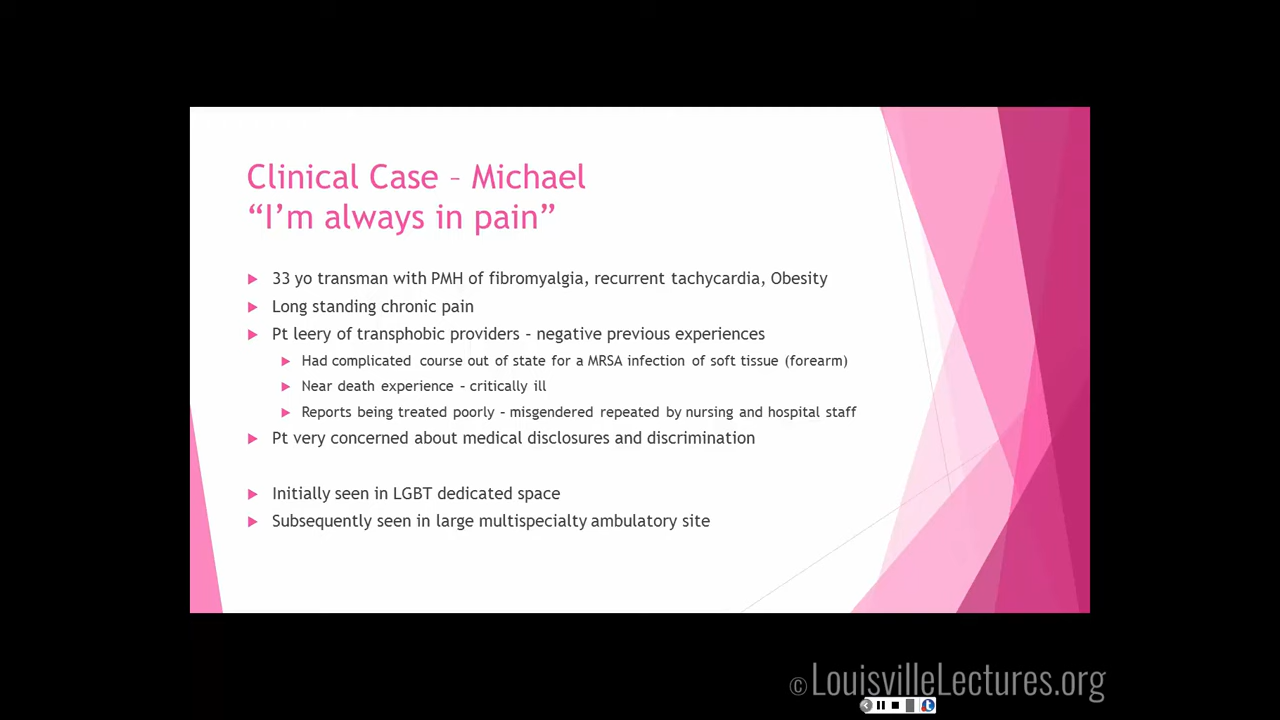 Clinical Case – Michael
“I’m always in pain”
33 yo transman with PMH of fibromyalgia, recurrent tachycardia, Obesity
Long standing chronic pain
Pt leery of transphobic providers – negative previous experiences
Had complicated course out of state for a MRSA infection of soft tissue (forearm)
Near death experience – critically ill
Reports being treated poorly – misgendered repeated by nursing and hospital staff
Pt very concerned about medical disclosures and discrimination
Initially seen in LGBT dedicated space
Subsequently seen in large multispecialty ambulatory site
© LouisvilleLectures.org